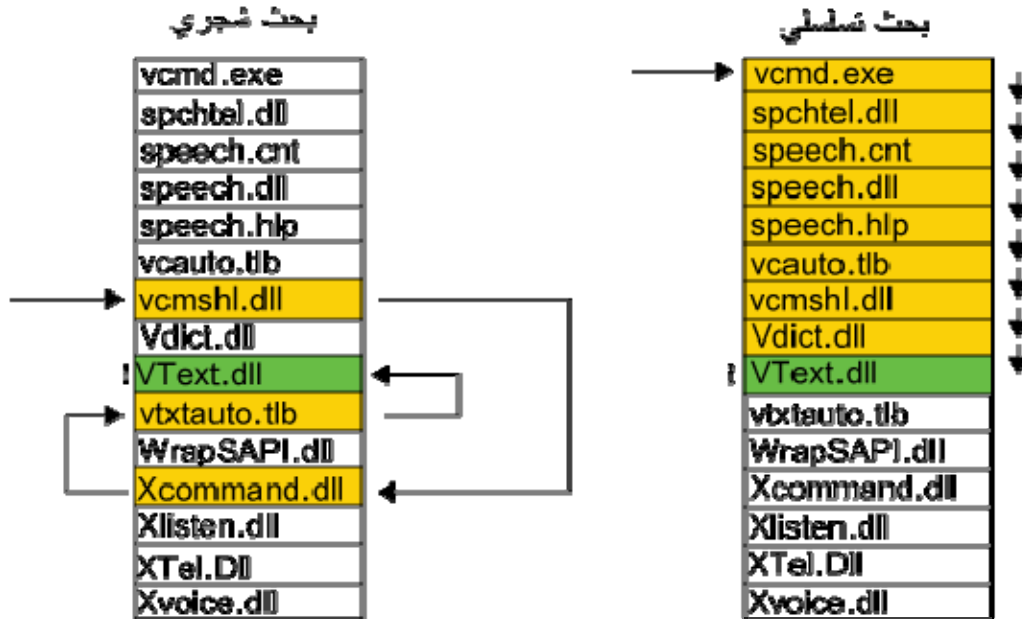 بحث شجري
vcmd.exe
spchtel.dll
speech.cnt
speech.dll
speech.hlp
vcauto.tlb
vcmshl.dll
Vdict.dll
VText.dll
vtxtauto.tlb
WrapSAPI.dll
Xcommand.dll
Xlisten.dll
XTel.Dll
Xvoice.dll
بحث تسلسلي
vcmd.exe
spchtel.dll
speech.cnt
speech.dll
speech.hlp
vcauto.tlb
vcmshl.dll
Vdict.dll
VText.dll
vtxtauto.tlb
WrapSAPI.dll
Xcommand.dll
Xlisten.dll
XTel.Dll
Xvoice.dll